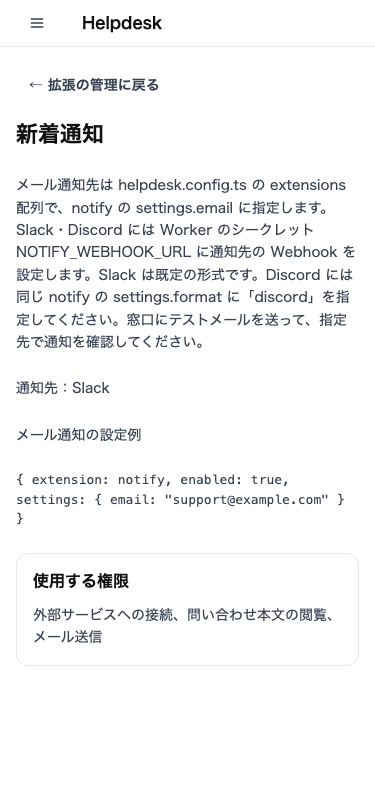 Helpdesk
← 拡張の管理に戻る
新着通知
メール通知先は helpdesk.config.ts の extensions
配列で、notify の settings.email に指定します。
Slack・Discord には Worker のシークレット
NOTIFY_WEBHOOK_URL に通知先の Webhook を
設定します。Slack は既定の形式です。Discord には
同じ notify の settings.format に「discord」を指
定してください。窓口にテストメールを送って、指定
先で通知を確認してください。
通知先：Slack
メール通知の設定例
{ extension: notify, enabled: true,
settings: { email: "support@example.com" }
}
使用する権限
外部サービスへの接続、問い合わせ本文の閲覧、
メール送信